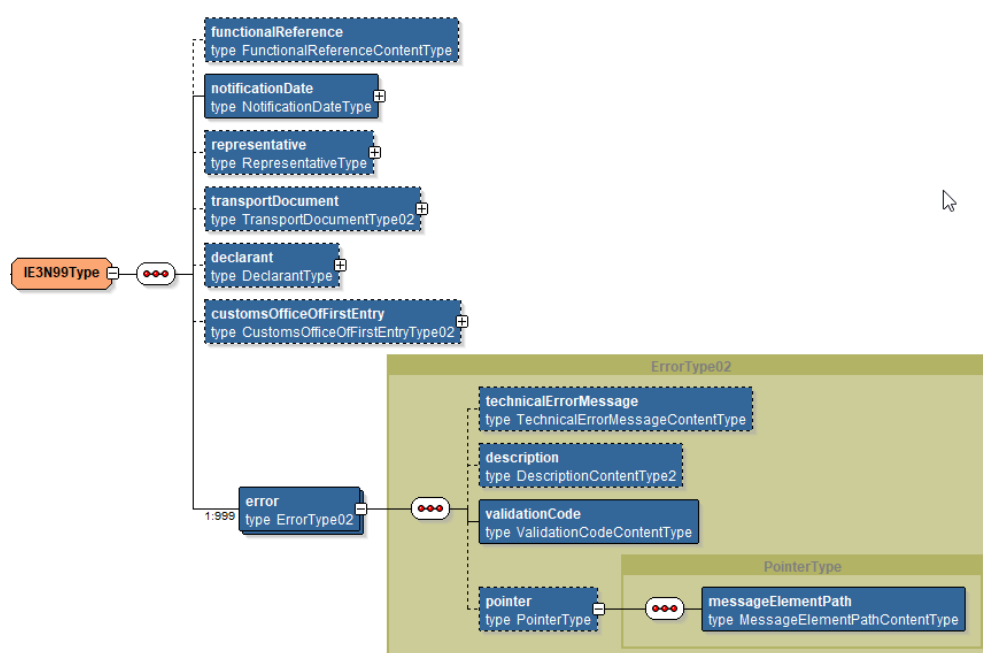 functionalReference
type FunctionalReferenceContentType
notificationDate
type NotificationDateType
representative
type RepresentativeType
transportDocument
type TransportDocumentType02
IE3N99Type
declarant
type DeclarantType
customsOfficeOfFirstEntry
type CustomsOfficeOfFirstEntryType02
ErrorType02
technicalErrorMessage
type TechnicalErrorMessageContentType
description
type DescriptionContentType2
1:999
error
type ErrorType02
validationCode
type ValidationCodeContentType
PointerType
pointer
type PointerType
messageElementPath
type MessageElementPathContentType